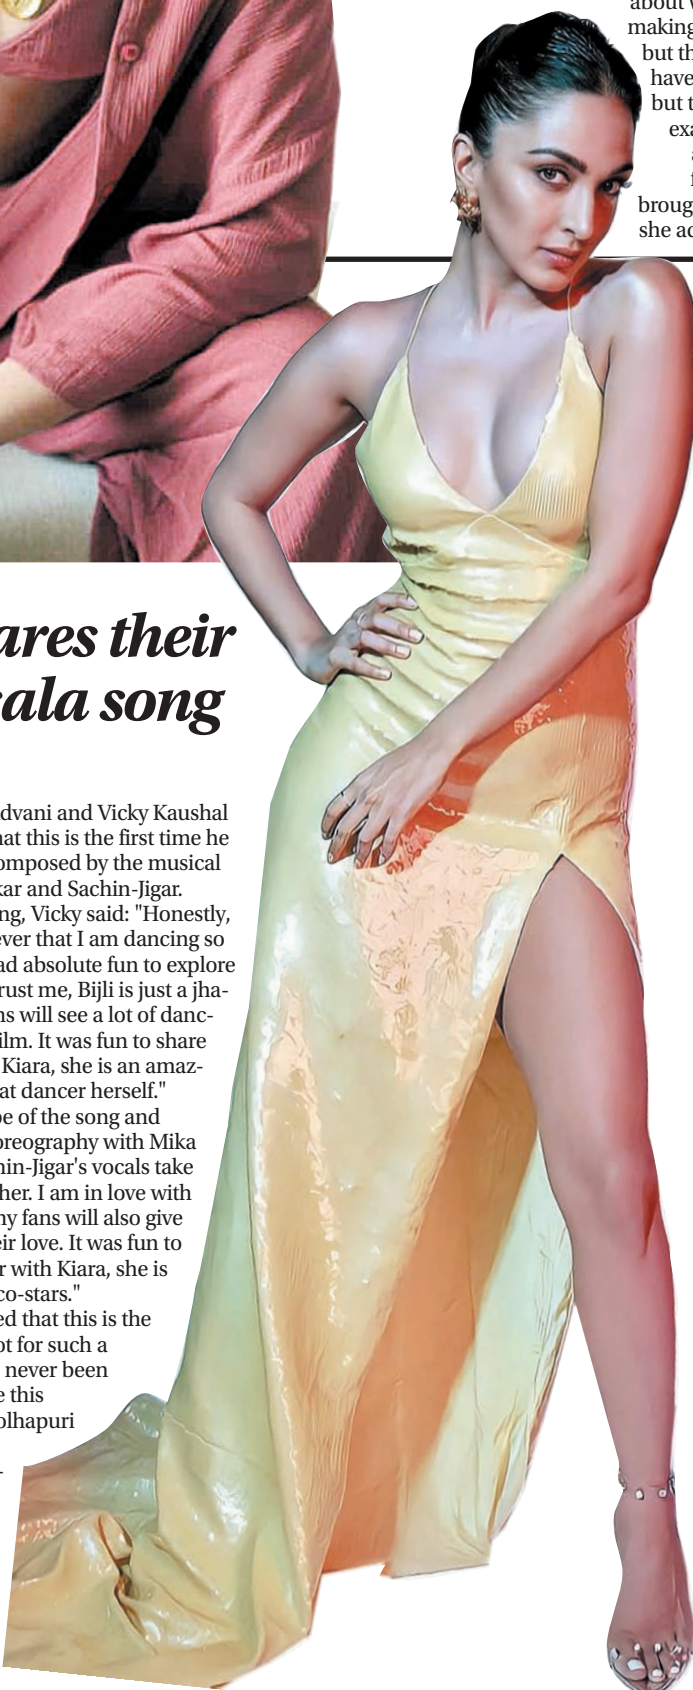 about
making
but th
have
but t
exa
a
f
broug
she ac
ares their
ala song
dvani and Vicky Kaushal
hat this is the first time he
omposed by the musical
kar and Sachin-Jigar.
ng, Vicky said: "Honestly,
ever that I am dancing so
ad absolute fun to explore
rust me, Bijli is just a jha-
ns will see a lot of danc-
ilm. It was fun to share
Kiara, she is an amaz-
at dancer herself."
pe of the song and
oreography with Mika
hin-Jigar's vocals take
her. I am in love with
ny fans will also give
eir love. It was fun to
r with Kiara, she is
co-stars."
ed that this is the
ot for such a
never been
e this
olhapuri